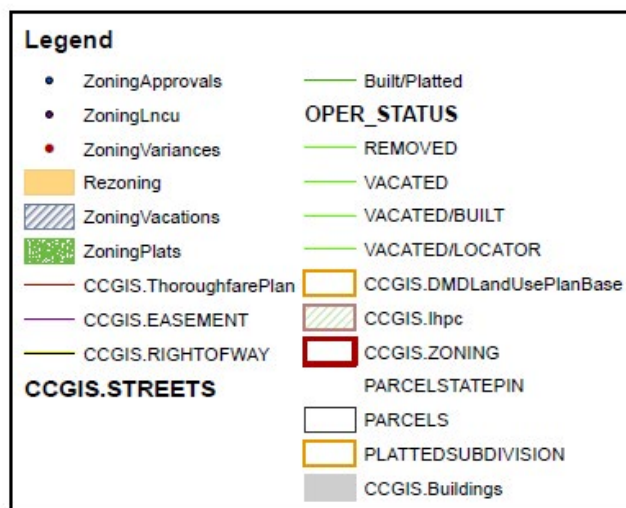 Legend
ZoningApprovals
ZoningLncu
ZoningVariances
Rezoning
ZoningVacations
ZoningPlats
CCGIS.ThoroughfarePlan
CCGIS.EASEMENT
CCGIS.RIGHTOFWAY
CCGIS.STREETS
Built/Platted
OPER_STATUS
REMOVED
VACATED
VACATED/BUILT
VACATED/LOCATOR
CCGIS.DMDLandUsePlanBase
CCGIS.Ihpc
CCGIS.ZONING
PARCELSTATEPIN
PARCELS
PLATTEDSUBDIVISION
CCGIS.Buildings